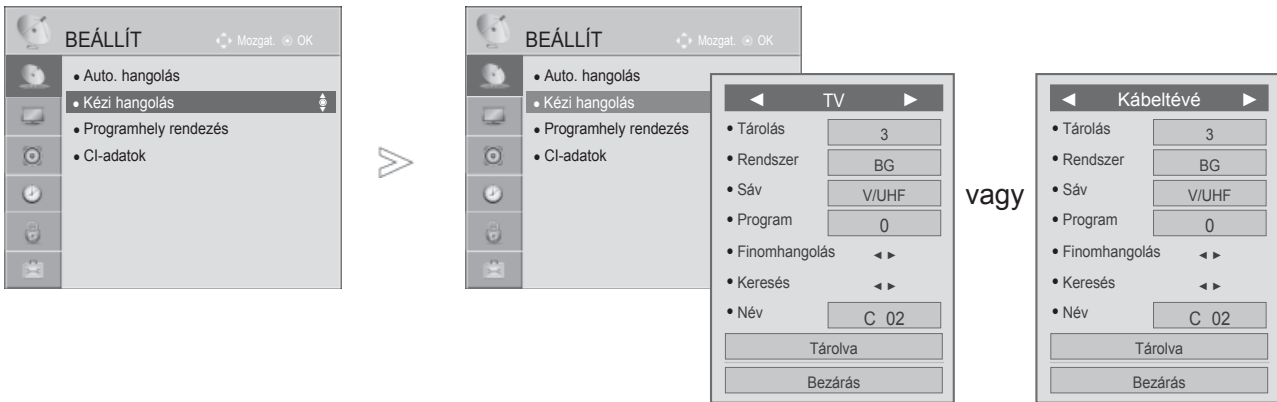 BEÁLLÍT
Mozgat. OK
• Auto. hangolás
• Kézi hangolás
• Programhely rendezés
• CI-adatok
BEÁLLÍT
Mozgat. OK
• Auto. hangolás
• Kézi hangolás
• Programhely rendezés
• CI-adatok
◄ TV ►
• Tárolás 3
• Rendszer BG
• Sáv V/UHF
• Program 0
• Finomhangolás ◄ ►
• Keresés ◄ ►
• Név C 02
Tárolva
Bezárás
vagy
◄ Kábeltévé ►
• Tárolás 3
• Rendszer BG
• Sáv V/UHF
• Program 0
• Finomhangolás ◄ ►
• Keresés ◄ ►
• Név C 02
Tárolva
Bezárás